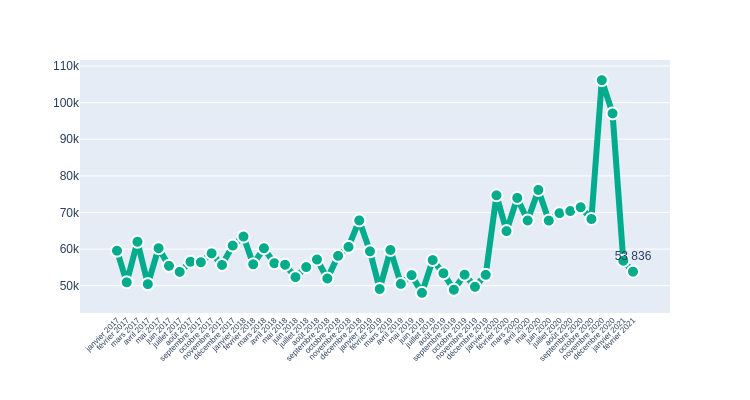 110k
100k
90k
80k
70k
60k
50k
53 836
janvier 2017
février 2017
mars 2017
avril 2017
mai 2017
juin 2017
juillet 2017
août 2017
septembre 2017
octobre 2017
novembre 2017
décembre 2017
janvier 2018
février 2018
mars 2018
avril 2018
mai 2018
juin 2018
juillet 2018
août 2018
septembre 2018
octobre 2018
novembre 2018
décembre 2018
janvier 2019
février 2019
mars 2019
avril 2019
mai 2019
juin 2019
juillet 2019
août 2019
septembre 2019
octobre 2019
novembre 2019
décembre 2019
janvier 2020
février 2020
mars 2020
avril 2020
mai 2020
juin 2020
juillet 2020
août 2020
septembre 2020
octobre 2020
novembre 2020
décembre 2020
janvier 2021
février 2021